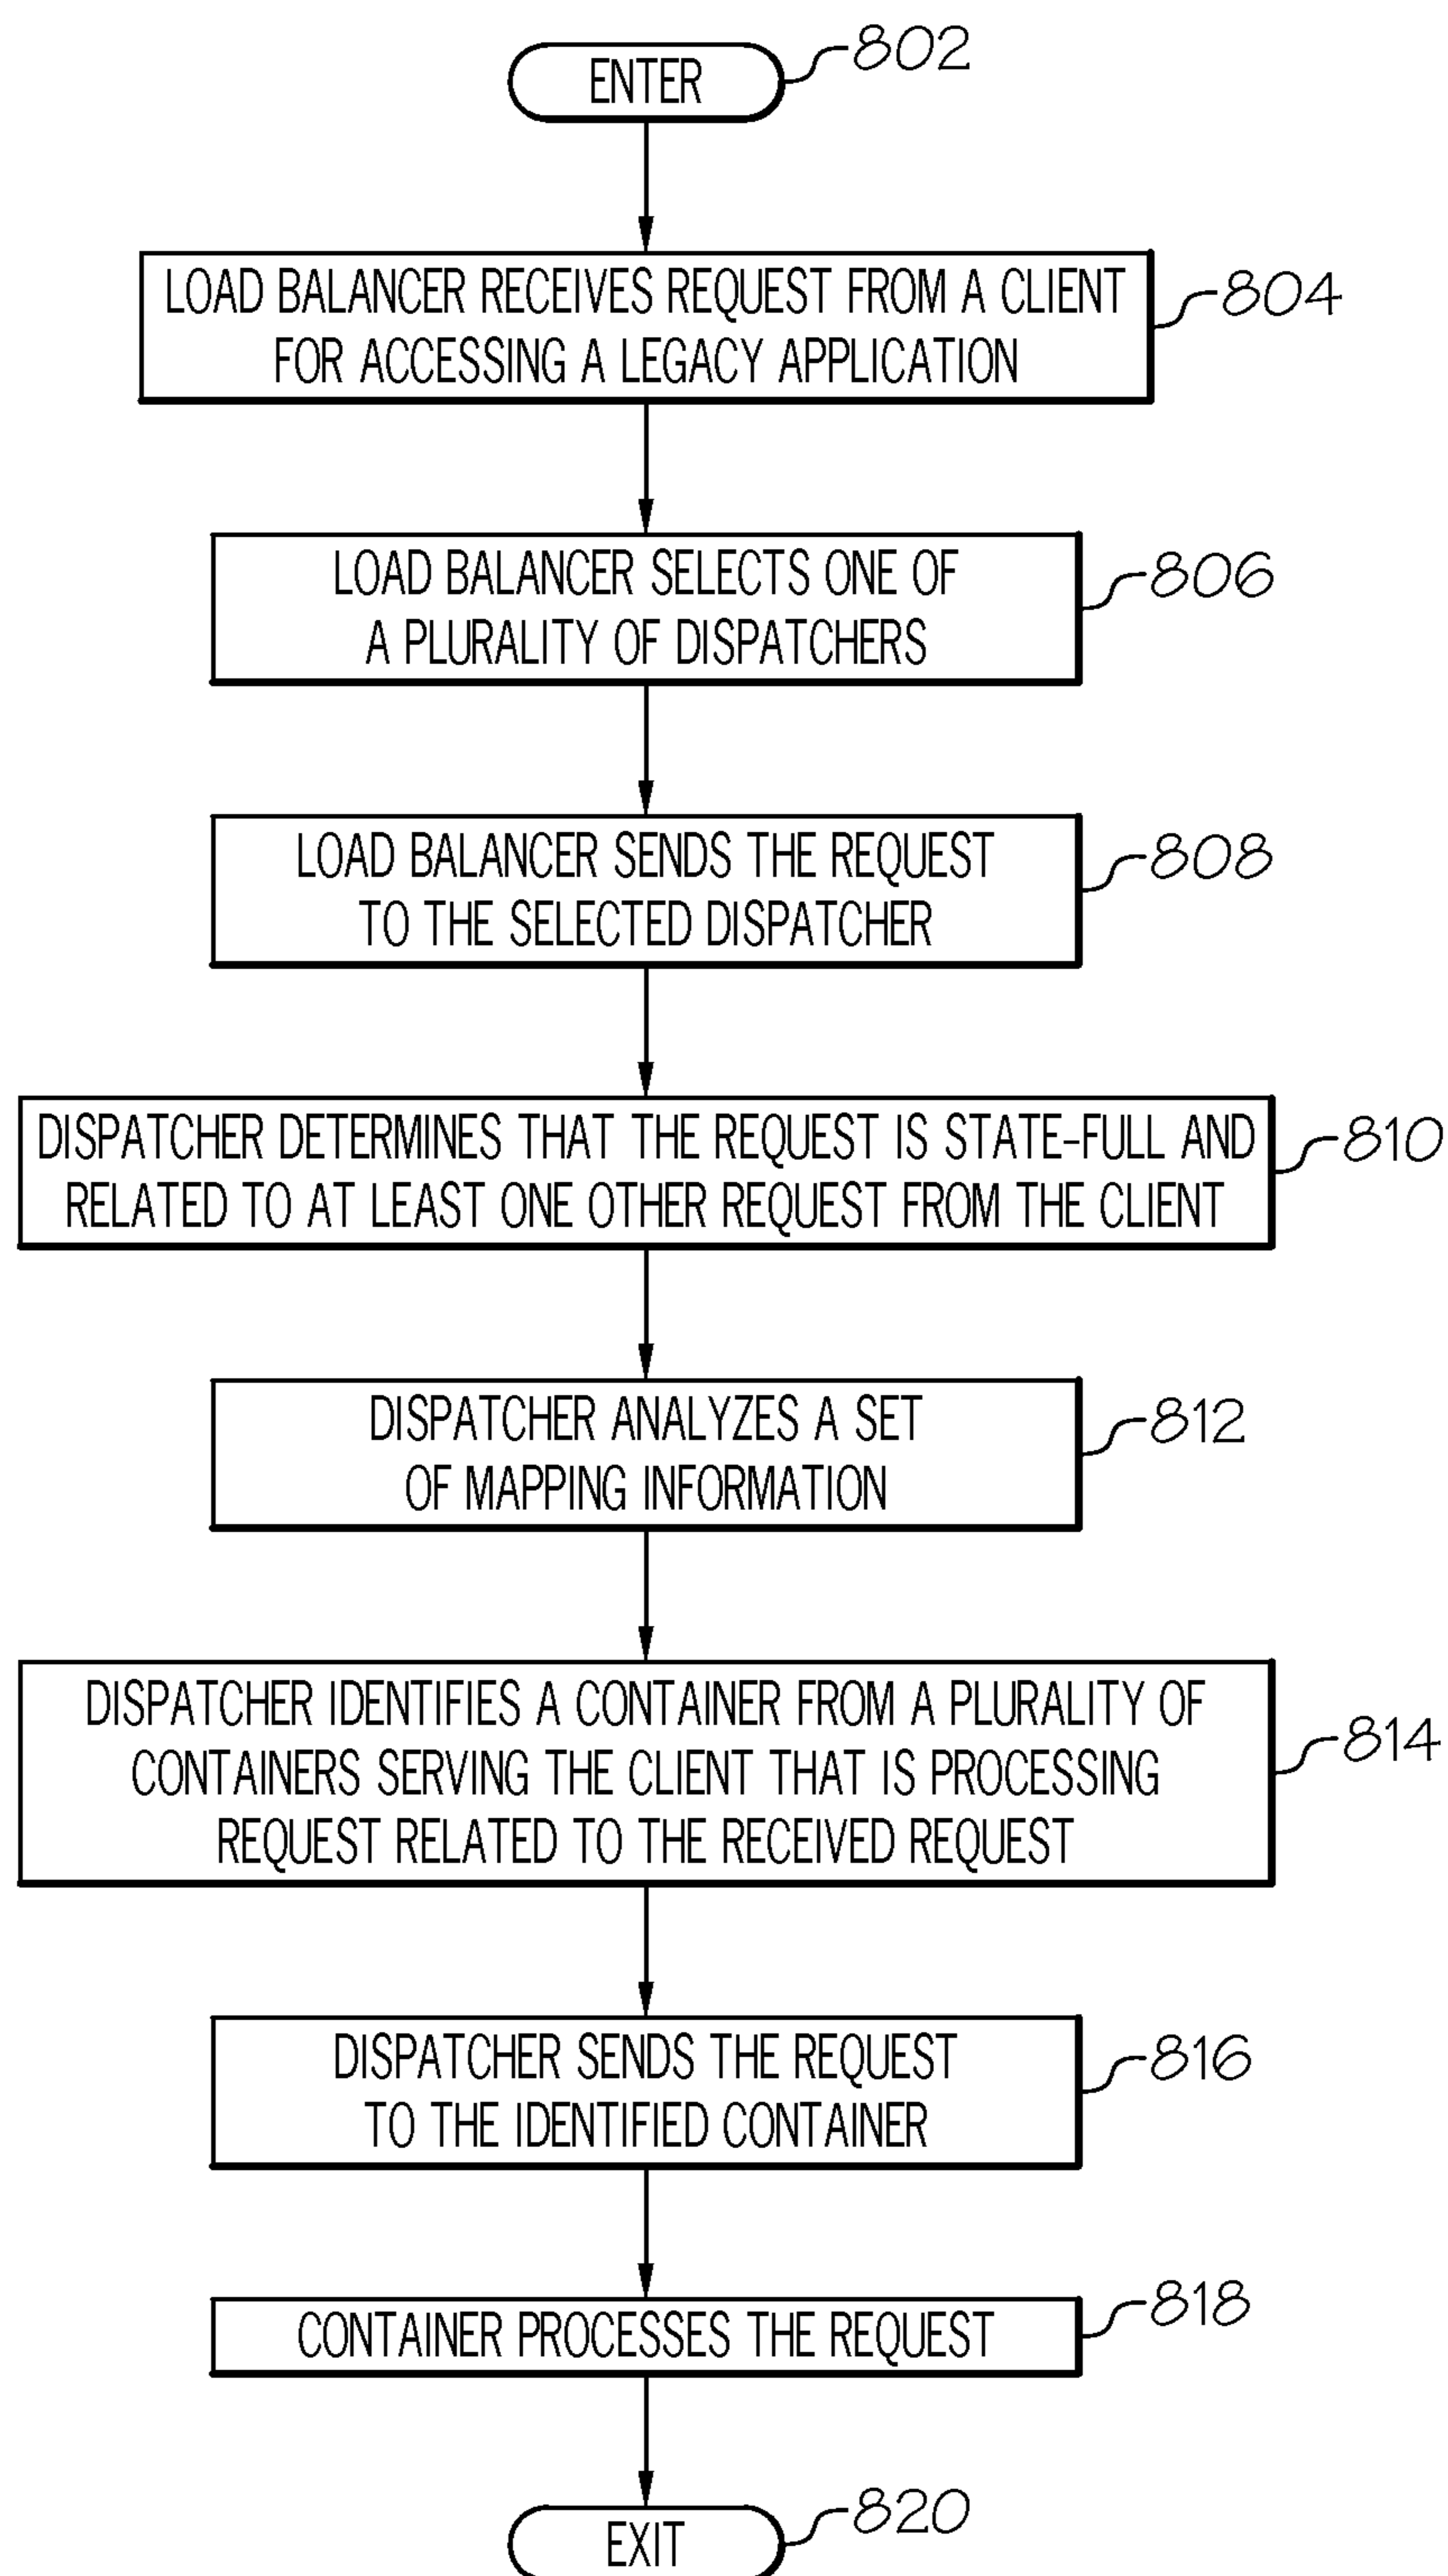 ENTER
802
LOAD BALANCER RECEIVES REQUEST FROM A CLIENT
FOR ACCESSING A LEGACY APPLICATION
804
LOAD BALANCER SELECTS ONE OF
A PLURALITY OF DISPATCHERS
806
LOAD BALANCER SENDS THE REQUEST
TO THE SELECTED DISPATCHER
808
DISPATCHER DETERMINES THAT THE REQUEST IS STATE-FULL AND
RELATED TO AT LEAST ONE OTHER REQUEST FROM THE CLIENT
810
DISPATCHER ANALYZES A SET
OF MAPPING INFORMATION
812
DISPATCHER IDENTIFIES A CONTAINER FROM A PLURALITY OF
CONTAINERS SERVING THE CLIENT THAT IS PROCESSING
REQUEST RELATED TO THE RECEIVED REQUEST
814
DISPATCHER SENDS THE REQUEST
TO THE IDENTIFIED CONTAINER
816
CONTAINER PROCESSES THE REQUEST
818
EXIT
820